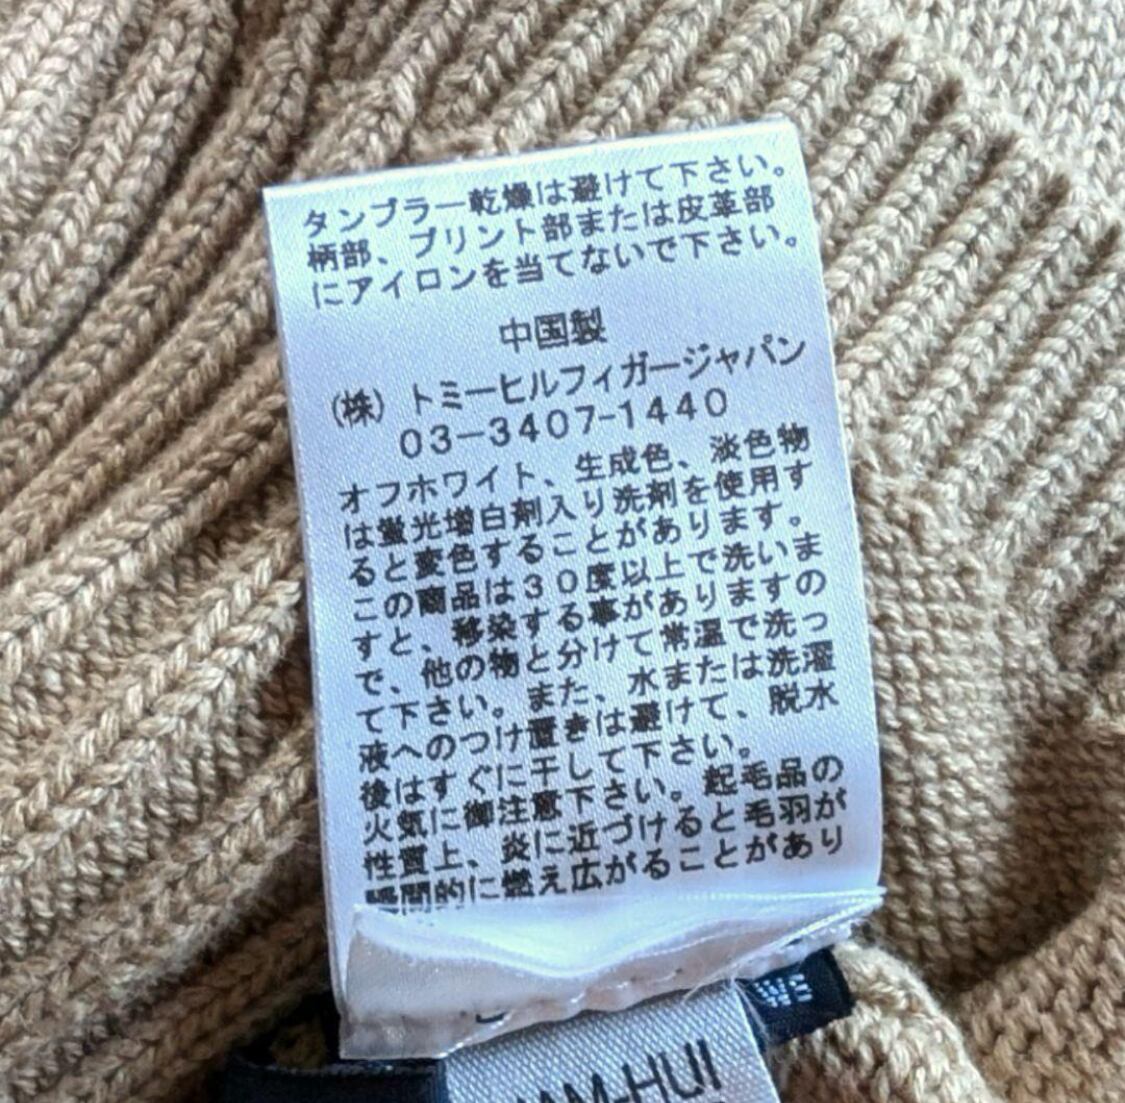 タンブラー乾燥は避けて下さい。
柄部、プリント部または皮革部
にアイロンを当てないで下さい。
中国製
(株) トミーヒルフィガージャパン
03-3407-1440
オフホワイト、生成色、淡色物
は蛍光増白剤入り洗剤を使用す
ると変色することがあります。
この商品は30度以上で洗いま
すと、移染する事がありますの
で、他の物と分けて常温で洗っ
て下さい。また、水または洗濯
液へのつけ置きは避けて、脱水
後はすぐに干して下さい。
火気に御注意下さい。起毛品の
性質上、炎に近づけると毛羽が
瞬間的に燃え広がることがあり